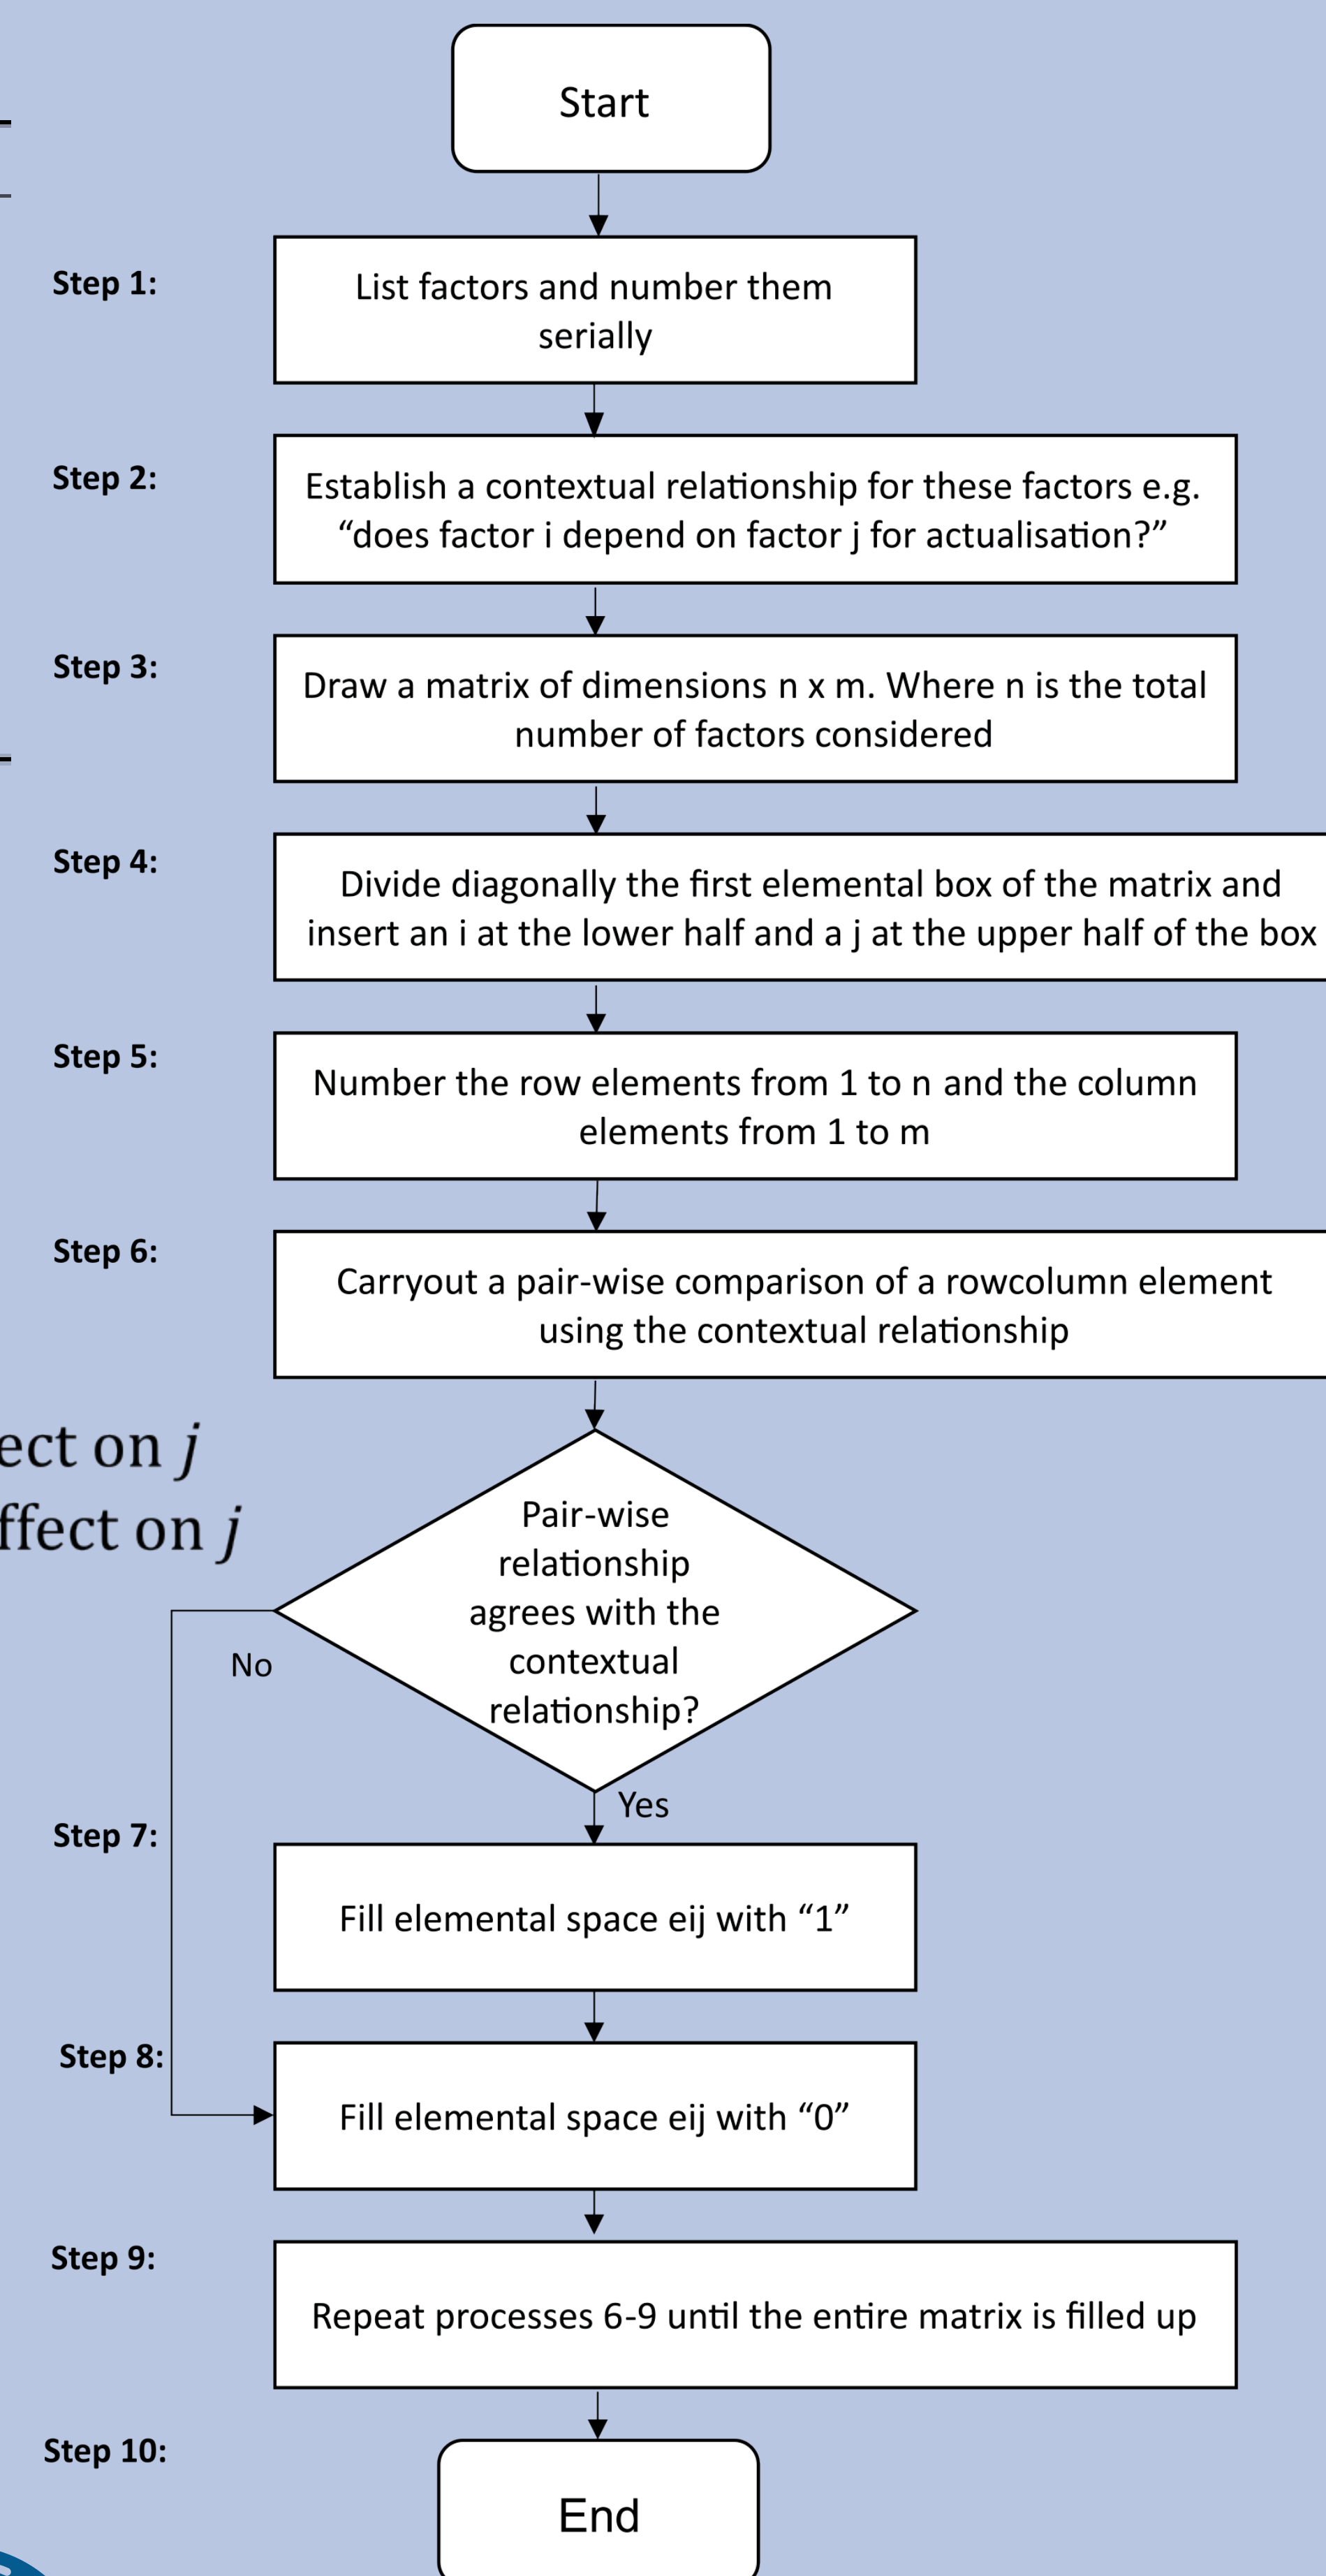 Start
Step 1:
List factors and number them
serially
Step 2:
Establish a contextual relationship for these factors e.g.
“does factor i depend on factor j for actualisation?”
Step 3:
Draw a matrix of dimensions n x m. Where n is the total
number of factors considered
Step 4:
Divide diagonally the first elemental box of the matrix and
insert an i at the lower half and a j at the upper half of the box
Step 5:
Number the row elements from 1 to n and the column
elements from 1 to m
Step 6:
Carryout a pair-wise comparison of a rowcolumn element
using the contextual relationship
on j
on j
Pair-wise
relationship
agrees with the
contextual
relationship?
No
Yes
Step 7:
Fill elemental space eij with “1”
Step 8:
Fill elemental space eij with “0”
Step 9:
Repeat processes 6-9 until the entire matrix is filled up
Step 10:
End